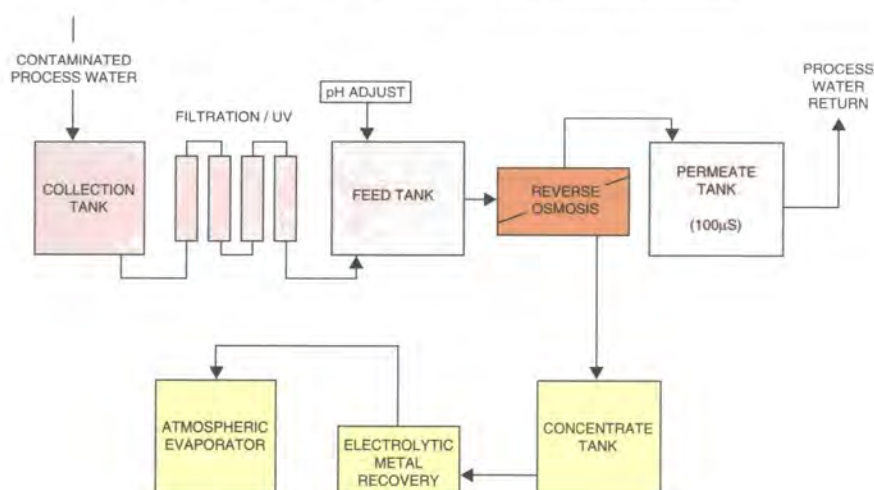 CONTAMINATED
PROCESS WATER
FILTRATION / UV
pH ADJUST
PROCESS
WATER
RETURN
COLLECTION
TANK
FEED TANK
REVERSE
OSMOSIS
PERMEATE
TANK
(100µS)
ATMOSPHERIC
EVAPORATOR
ELECTROLYTIC
METAL
RECOVERY
CONCENTRATE
TANK